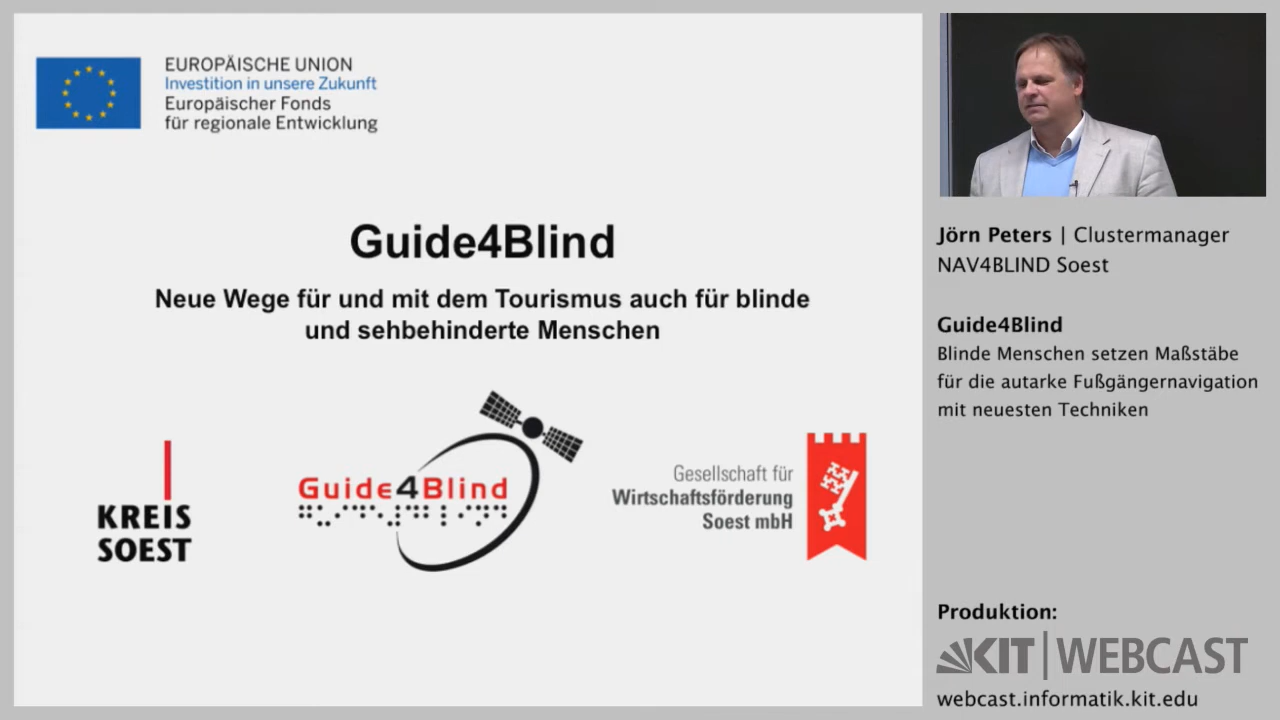 EUROPÄISCHE UNION
Investition in unsere Zukunft
Europäischer Fonds
für regionale Entwicklung
Guide4Blind
Neue Wege für und mit dem Tourismus auch für blinde
und sehbehinderte Menschen
KREIS
SOEST
Guide4Blind
Gesellschaft für
Wirtschaftsförderung
Soest mbH
Jörn Peters | Clustermanager
NAV4BLIND Soest
Guide4Blind
Blinde Menschen setzen Maßstäbe
für die autarke Fußgängernavigation
mit neuesten Techniken
Produktion:
KIT | WEBCAST
webcast.informatik.kit.edu